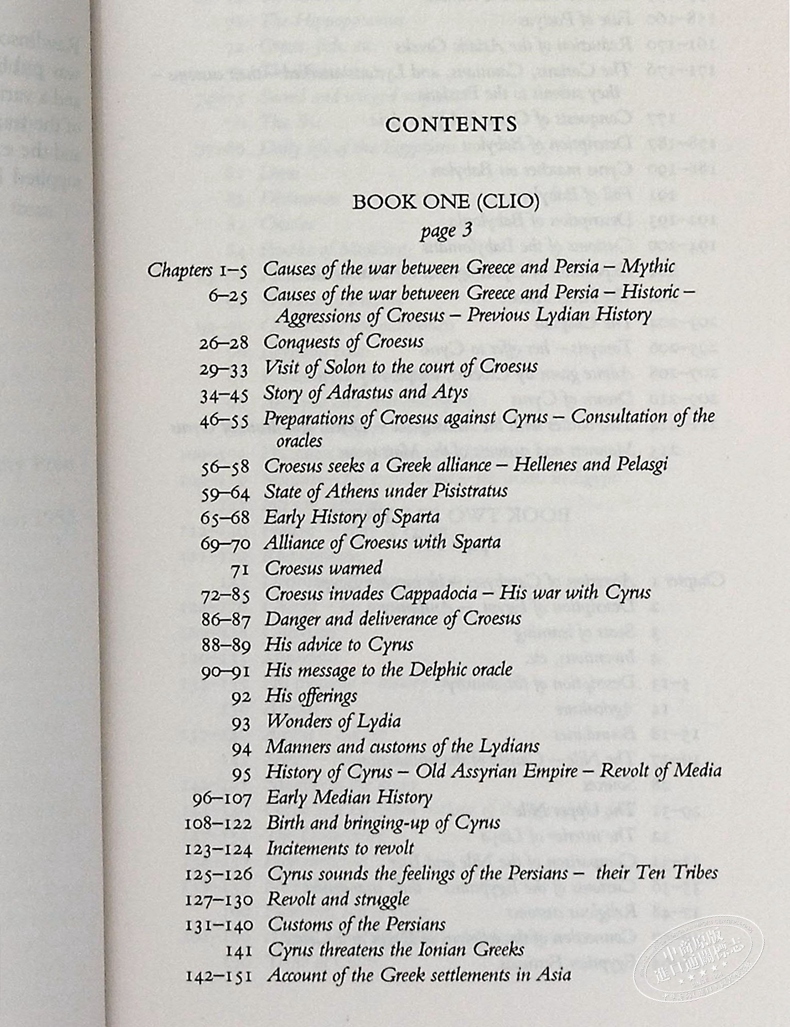 CONTENTS
BOOK ONE (CLIO)
page 3
Chapters 1–5 Causes of the war between Greece and Persia – Mythic
6–25 Causes of the war between Greece and Persia – Historic –
Aggressions of Croesus – Previous Lydian History
26–28 Conquests of Croesus
29–33 Visit of Solon to the court of Croesus
34–45 Story of Adrastus and Atys
46–55 Preparations of Croesus against Cyrus – Consultation of the
oracles
56–58 Croesus seeks a Greek alliance – Hellenes and Pelasgi
59–64 State of Athens under Pisistratus
65–68 Early History of Sparta
69–70 Alliance of Croesus with Sparta
71 Croesus warned
72–85 Croesus invades Cappadocia – His war with Cyrus
86–87 Danger and deliverance of Croesus
88–89 His advice to Cyrus
90–91 His message to the Delphic oracle
92 His offerings
93 Wonders of Lydia
94 Manners and customs of the Lydians
95 History of Cyrus – Old Assyrian Empire – Revolt of Media
96–107 Early Median History
108–122 Birth and bringing-up of Cyrus
123–124 Incitements to revolt
125–126 Cyrus sounds the feelings of the Persians – their Ten Tribes
127–130 Revolt and struggle
131–140 Customs of the Persians
141 Cyrus threatens the Ionian Greeks
142–151 Account of the Greek settlements in Asia
中商原版
進口通關標志